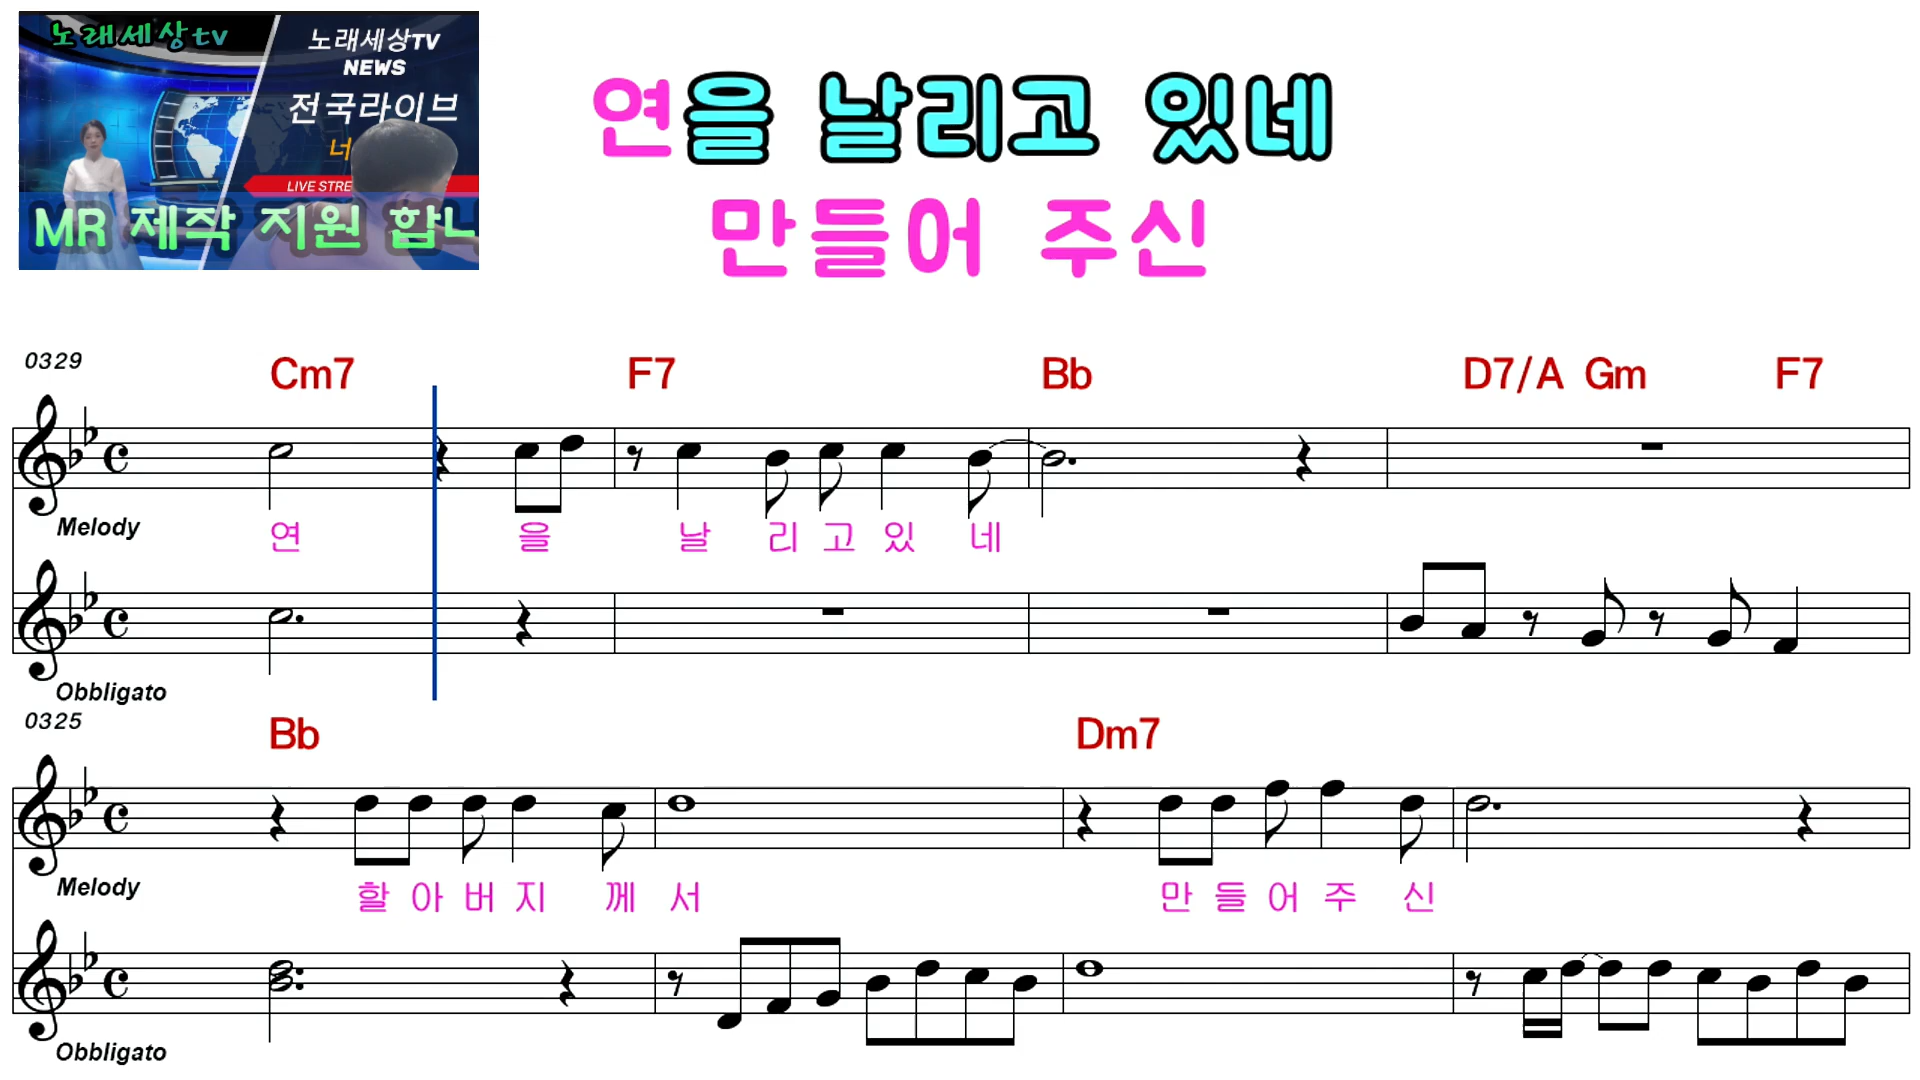 노래세상tv
노래세상TV
NEWS
전국라이브
너
LIVE STRE
MR 제작 지원 합니
연을 날리고 있네
만들어 주신
0329
Cm7 F7 Bb D7/A Gm F7
Melody
연 을 날 리 고 있 네
Obbligato
0325
Bb Dm7
Melody
할 아 버 지 께 서 만 들 어 주 신
Obbligato